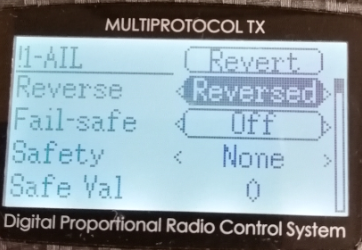 MULTIPROTOCOL TX
!1-AIL Revert
Reverse < Reversed >
Fail-safe < Off >
Safety < None >
Safe Val 0
Digital Proportional Radio Control System